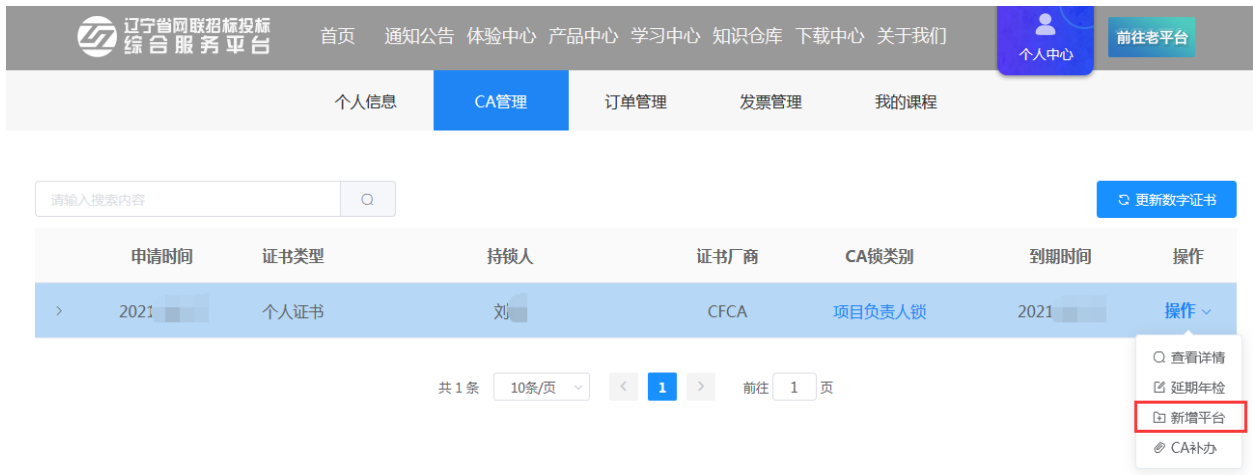 辽宁省网联招标投标
综合服务平台
首页 通知公告 体验中心 产品中心 学习中心 知识仓库 下载中心 关于我们
个人中心
前往老平台
个人信息 CA管理 订单管理 发票管理 我的课程
请输入搜索内容
更新数字证书
申请时间 证书类型 持锁人 证书厂商 CA锁类别 到期时间 操作
2021 个人证书 刘 CFCA 项目负责人锁 2021 操作
查看详情
延期年检
新增平台
CA补办
共 1 条 10条/页 1 前往 1 页